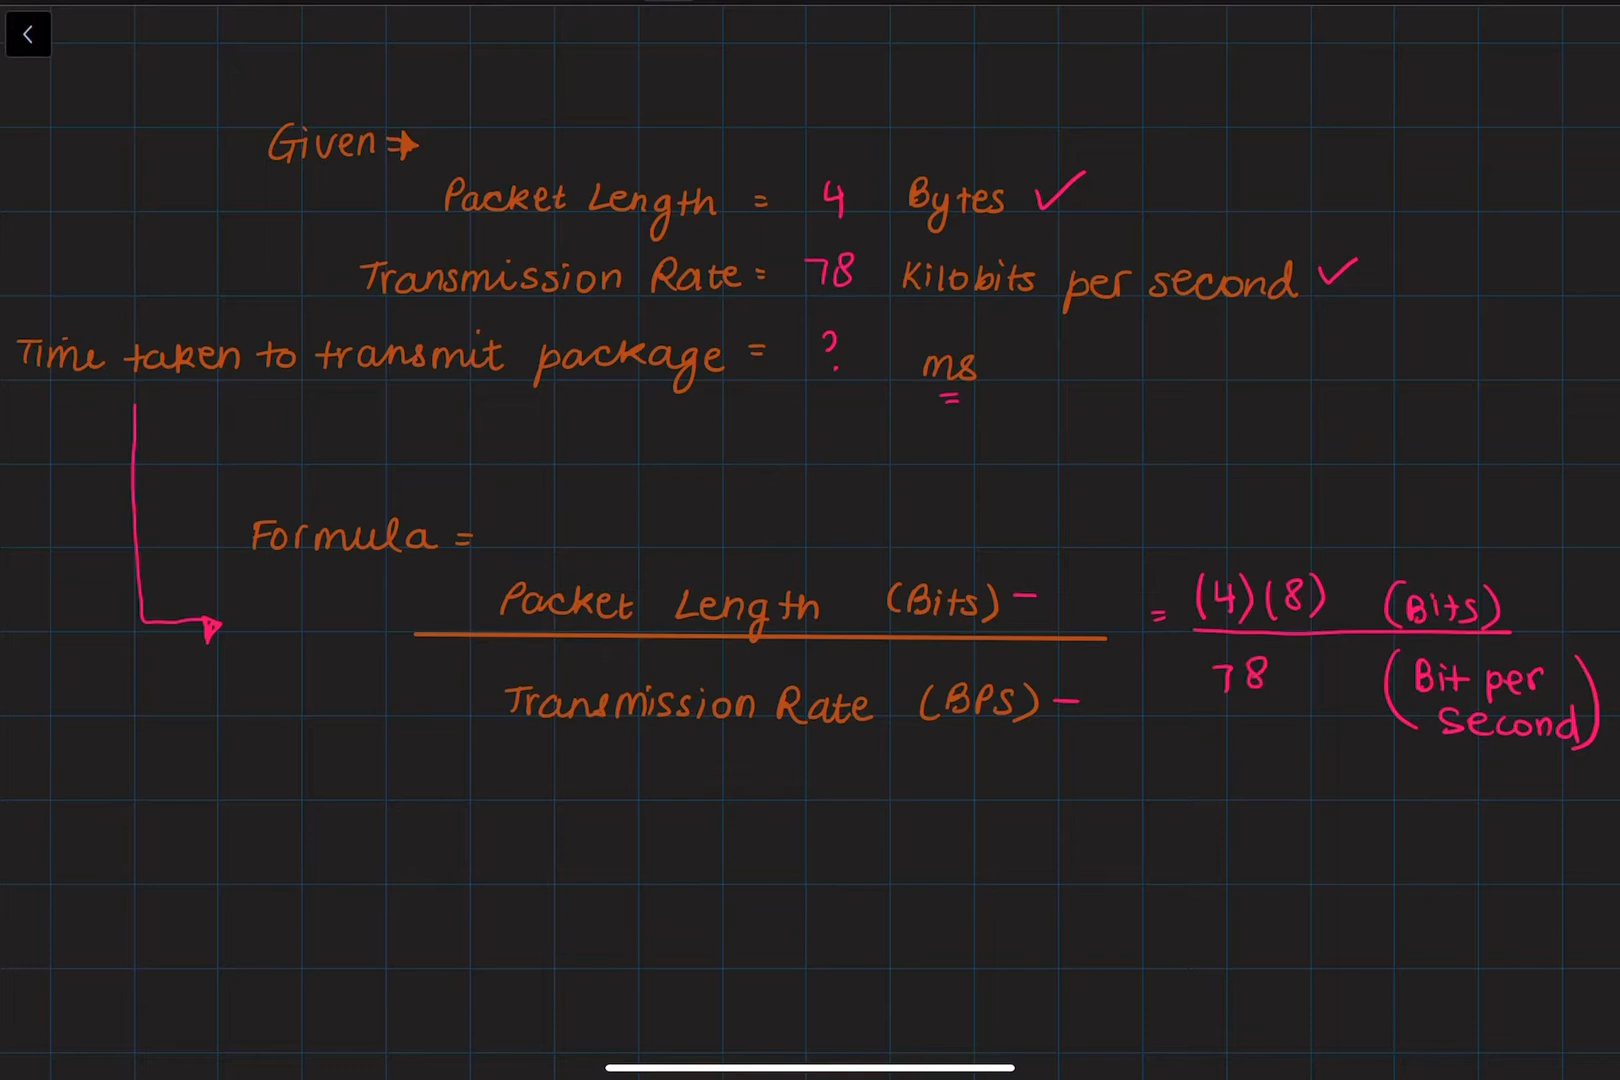 Given →
Packet Length = 4 Bytes ✓
Transmission Rate = 78 Kilobits per second ✓
Time taken to transmit package = ? ms
Formula =
Packet Length (Bits) - = (4)(8) (Bits)
Transmission Rate (BPS) - 78 (Bit per second)